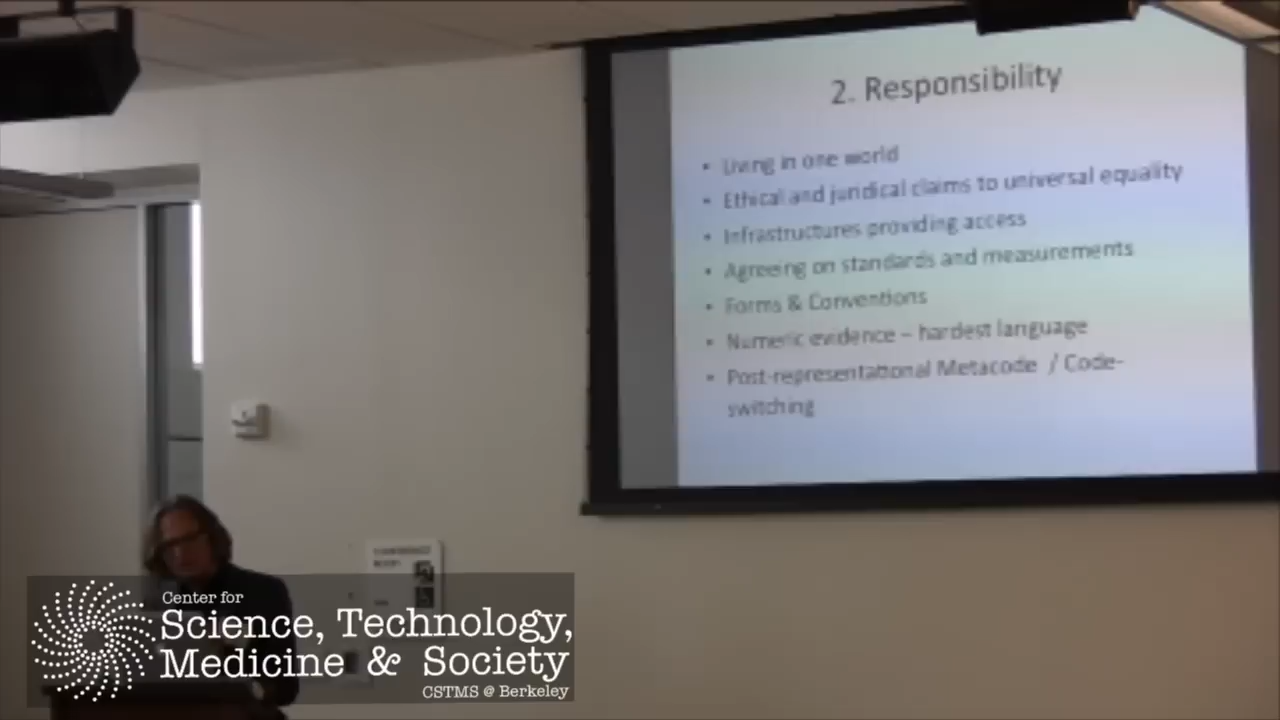 2. Responsibility
• Living in one world
• Ethical and juridical claims to universal equality
• Infrastructures providing access
• Agreeing on standards and measurements
• Forms & Conventions
• Numeric evidence – hardest language
• Post-representational Metacode / Code-
switching
Center for
Science, Technology,
Medicine & Society
CSTMS @ Berkeley